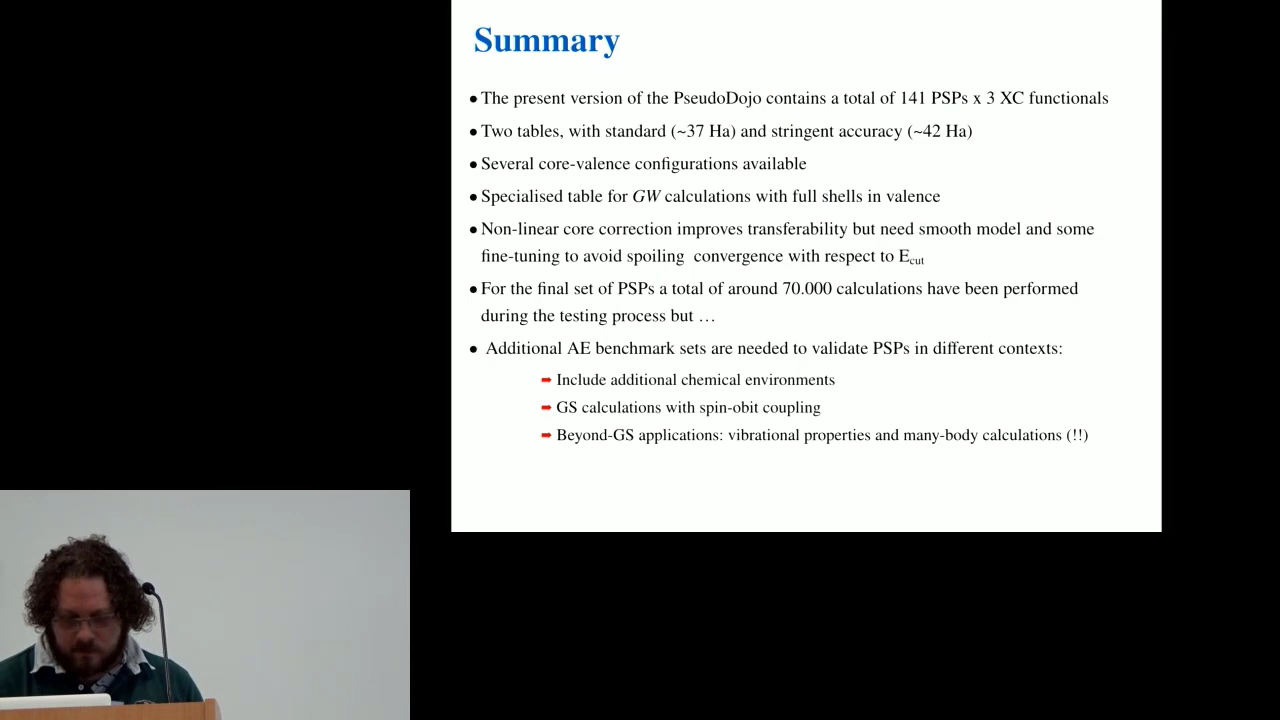 Summary
• The present version of the PseudoDojo contains a total of 141 PSPs x 3 XC functionals
• Two tables, with standard (~37 Ha) and stringent accuracy (~42 Ha)
• Several core-valence configurations available
• Specialised table for GW calculations with full shells in valence
• Non-linear core correction improves transferability but need smooth model and some
fine-tuning to avoid spoiling convergence with respect to Ecut
• For the final set of PSPs a total of around 70.000 calculations have been performed
during the testing process but …
• Additional AE benchmark sets are needed to validate PSPs in different contexts:
➡ Include additional chemical environments
➡ GS calculations with spin-obit coupling
➡ Beyond-GS applications: vibrational properties and many-body calculations (!!)